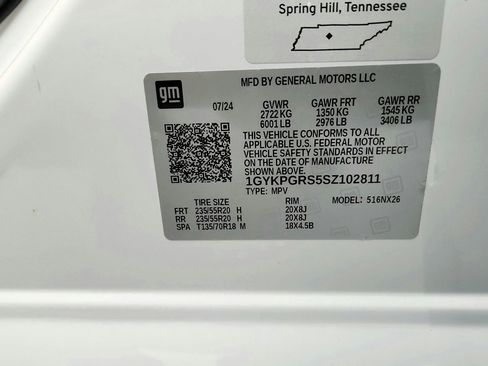 Spring Hill, Tennessee
gm
MFD BY GENERAL MOTORS LLC
07/24 GVWR GAWR FRT GAWR RR
2722 KG 1350 KG 1545 KG
6001 LB 2976 LB 3406 LB
THIS VEHICLE CONFORMS TO ALL
APPLICABLE U.S. FEDERAL MOTOR
VEHICLE SAFETY STANDARDS IN EFFECT
ON THE DATE OF MANUFACTURE
SHOWN ABOVE.
1GYKPGRS5SZ102811
TYPE: MPV
TIRE SIZE RIM MODEL: 516NX26
FRT 235/55R20 H 20X8J
RR 235/55R20 H 20X8J
SPA T135/70R18 M 18X4.5B